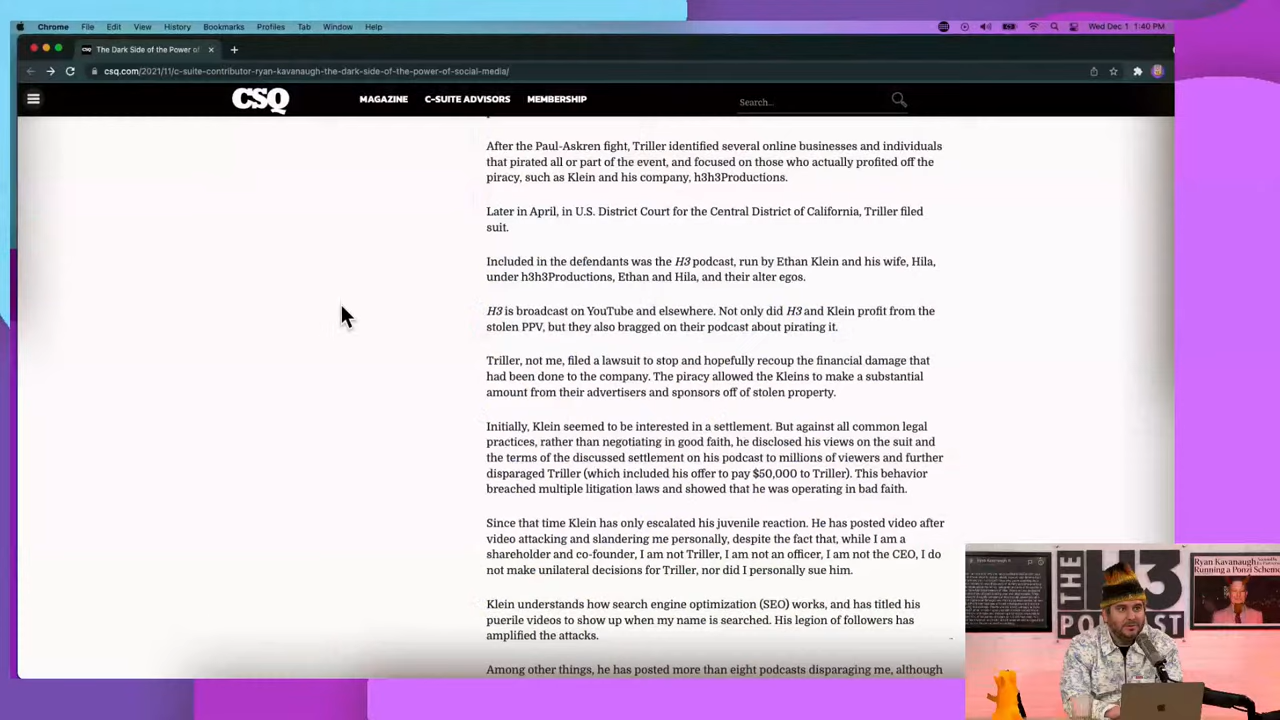 Chrome File Edit View History Bookmarks Profiles Tab Window Help Wed Dec 1 1:40 PM
CSQ The Dark Side of the Power of
csq.com/2021/11/c-suite-contributor-ryan-kavanaugh-the-dark-side-of-the-power-of-social-media/
CSQ MAGAZINE C-SUITE ADVISORS MEMBERSHIP Search...
After the Paul-Askren fight, Triller identified several online businesses and individuals
that pirated all or part of the event, and focused on those who actually profited off the
piracy, such as Klein and his company, h3h3Productions.
Later in April, in U.S. District Court for the Central District of California, Triller filed
suit.
Included in the defendants was the H3 podcast, run by Ethan Klein and his wife, Hila,
under h3h3Productions, Ethan and Hila, and their alter egos.
H3 is broadcast on YouTube and elsewhere. Not only did H3 and Klein profit from the
stolen PPV, but they also bragged on their podcast about pirating it.
Triller, not me, filed a lawsuit to stop and hopefully recoup the financial damage that
had been done to the company. The piracy allowed the Kleins to make a substantial
amount from their advertisers and sponsors off of stolen property.
Initially, Klein seemed to be interested in a settlement. But against all common legal
practices, rather than negotiating in good faith, he disclosed his views on the suit and
the terms of the discussed settlement on his podcast to millions of viewers and further
disparaged Triller (which included his offer to pay $50,000 to Triller). This behavior
breached multiple litigation laws and showed that he was operating in bad faith.
Since that time Klein has only escalated his juvenile reaction. He has posted video after
video attacking and slandering me personally, despite the fact that, while I am a
shareholder and co-founder, I am not Triller, I am not an officer, I am not the CEO, I do
not make unilateral decisions for Triller, nor did I personally sue him.
Klein understands how search engine optimization (SEO) works, and has titled his
puerile videos to show up when my name is searched. His legion of followers has
amplified the attacks.
Among other things, he has posted more than eight podcasts disparaging me, although
THE H3
PODCAST
Ryan Kavanaugh
Running a Ponzi Scheme